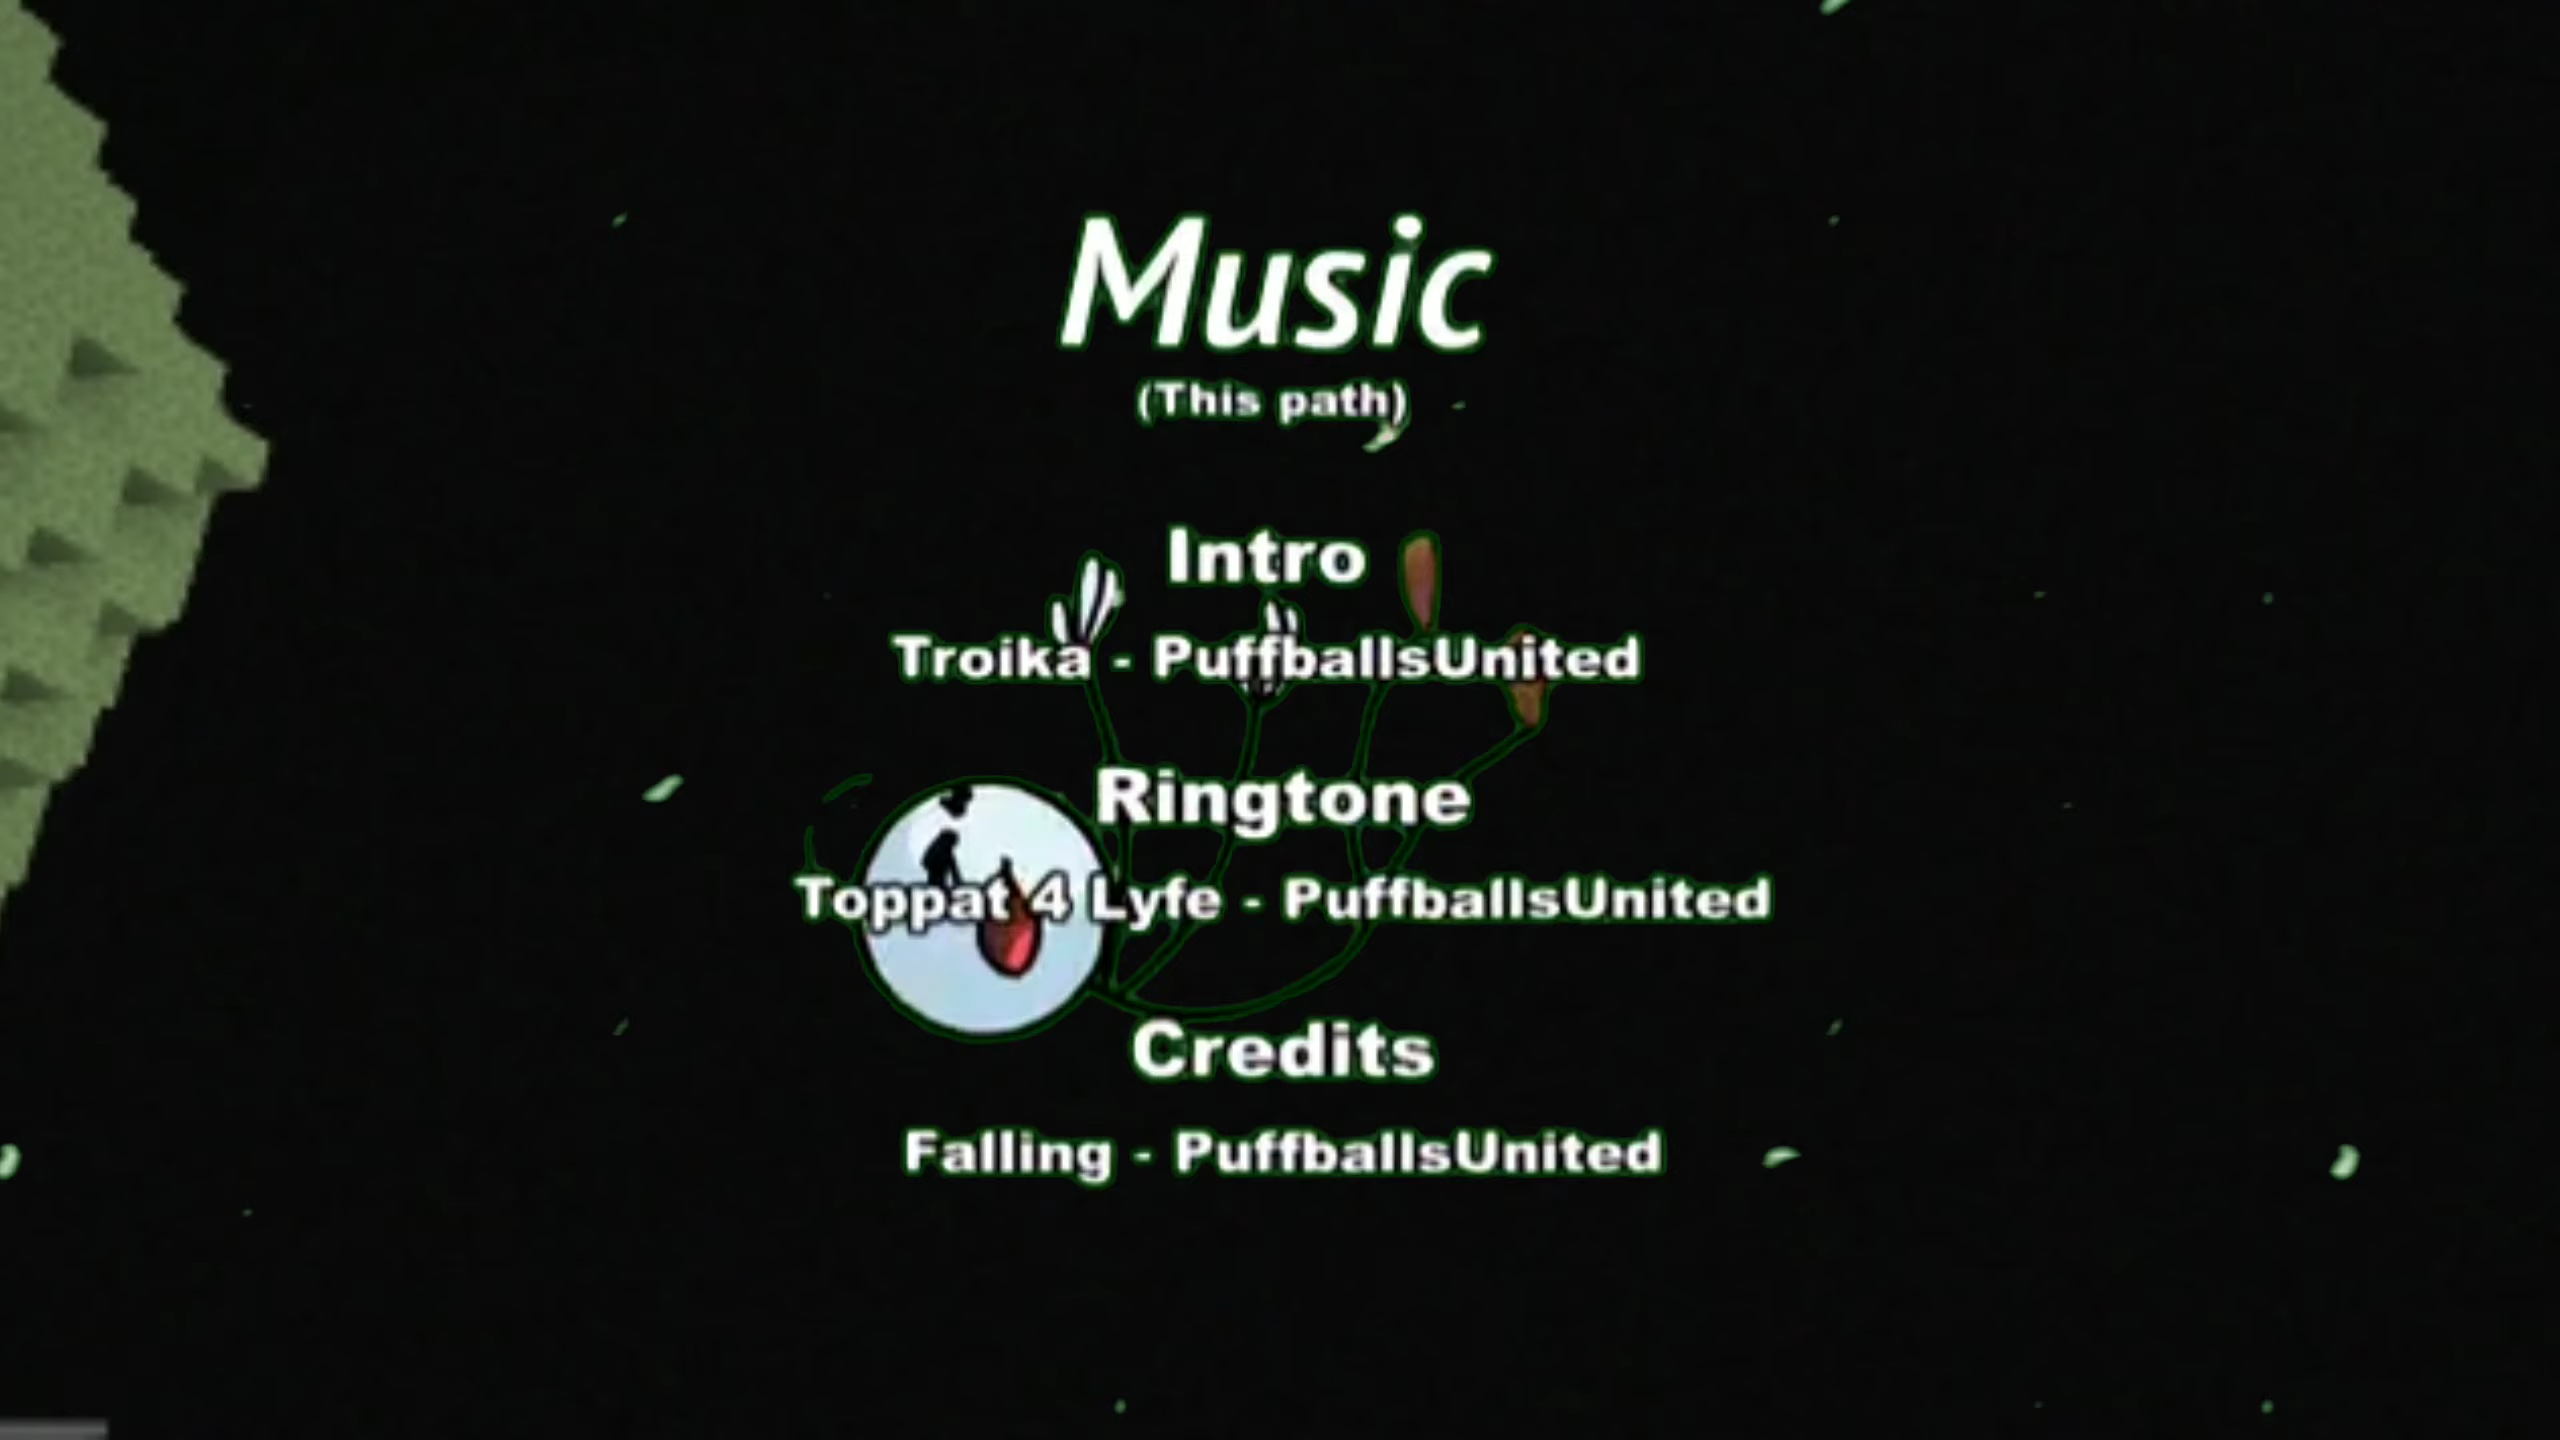 Music
(This path)
Intro
Troika - PuffballsUnited
Ringtone
Toppat 4 Lyfe - PuffballsUnited
Credits
Falling - PuffballsUnited